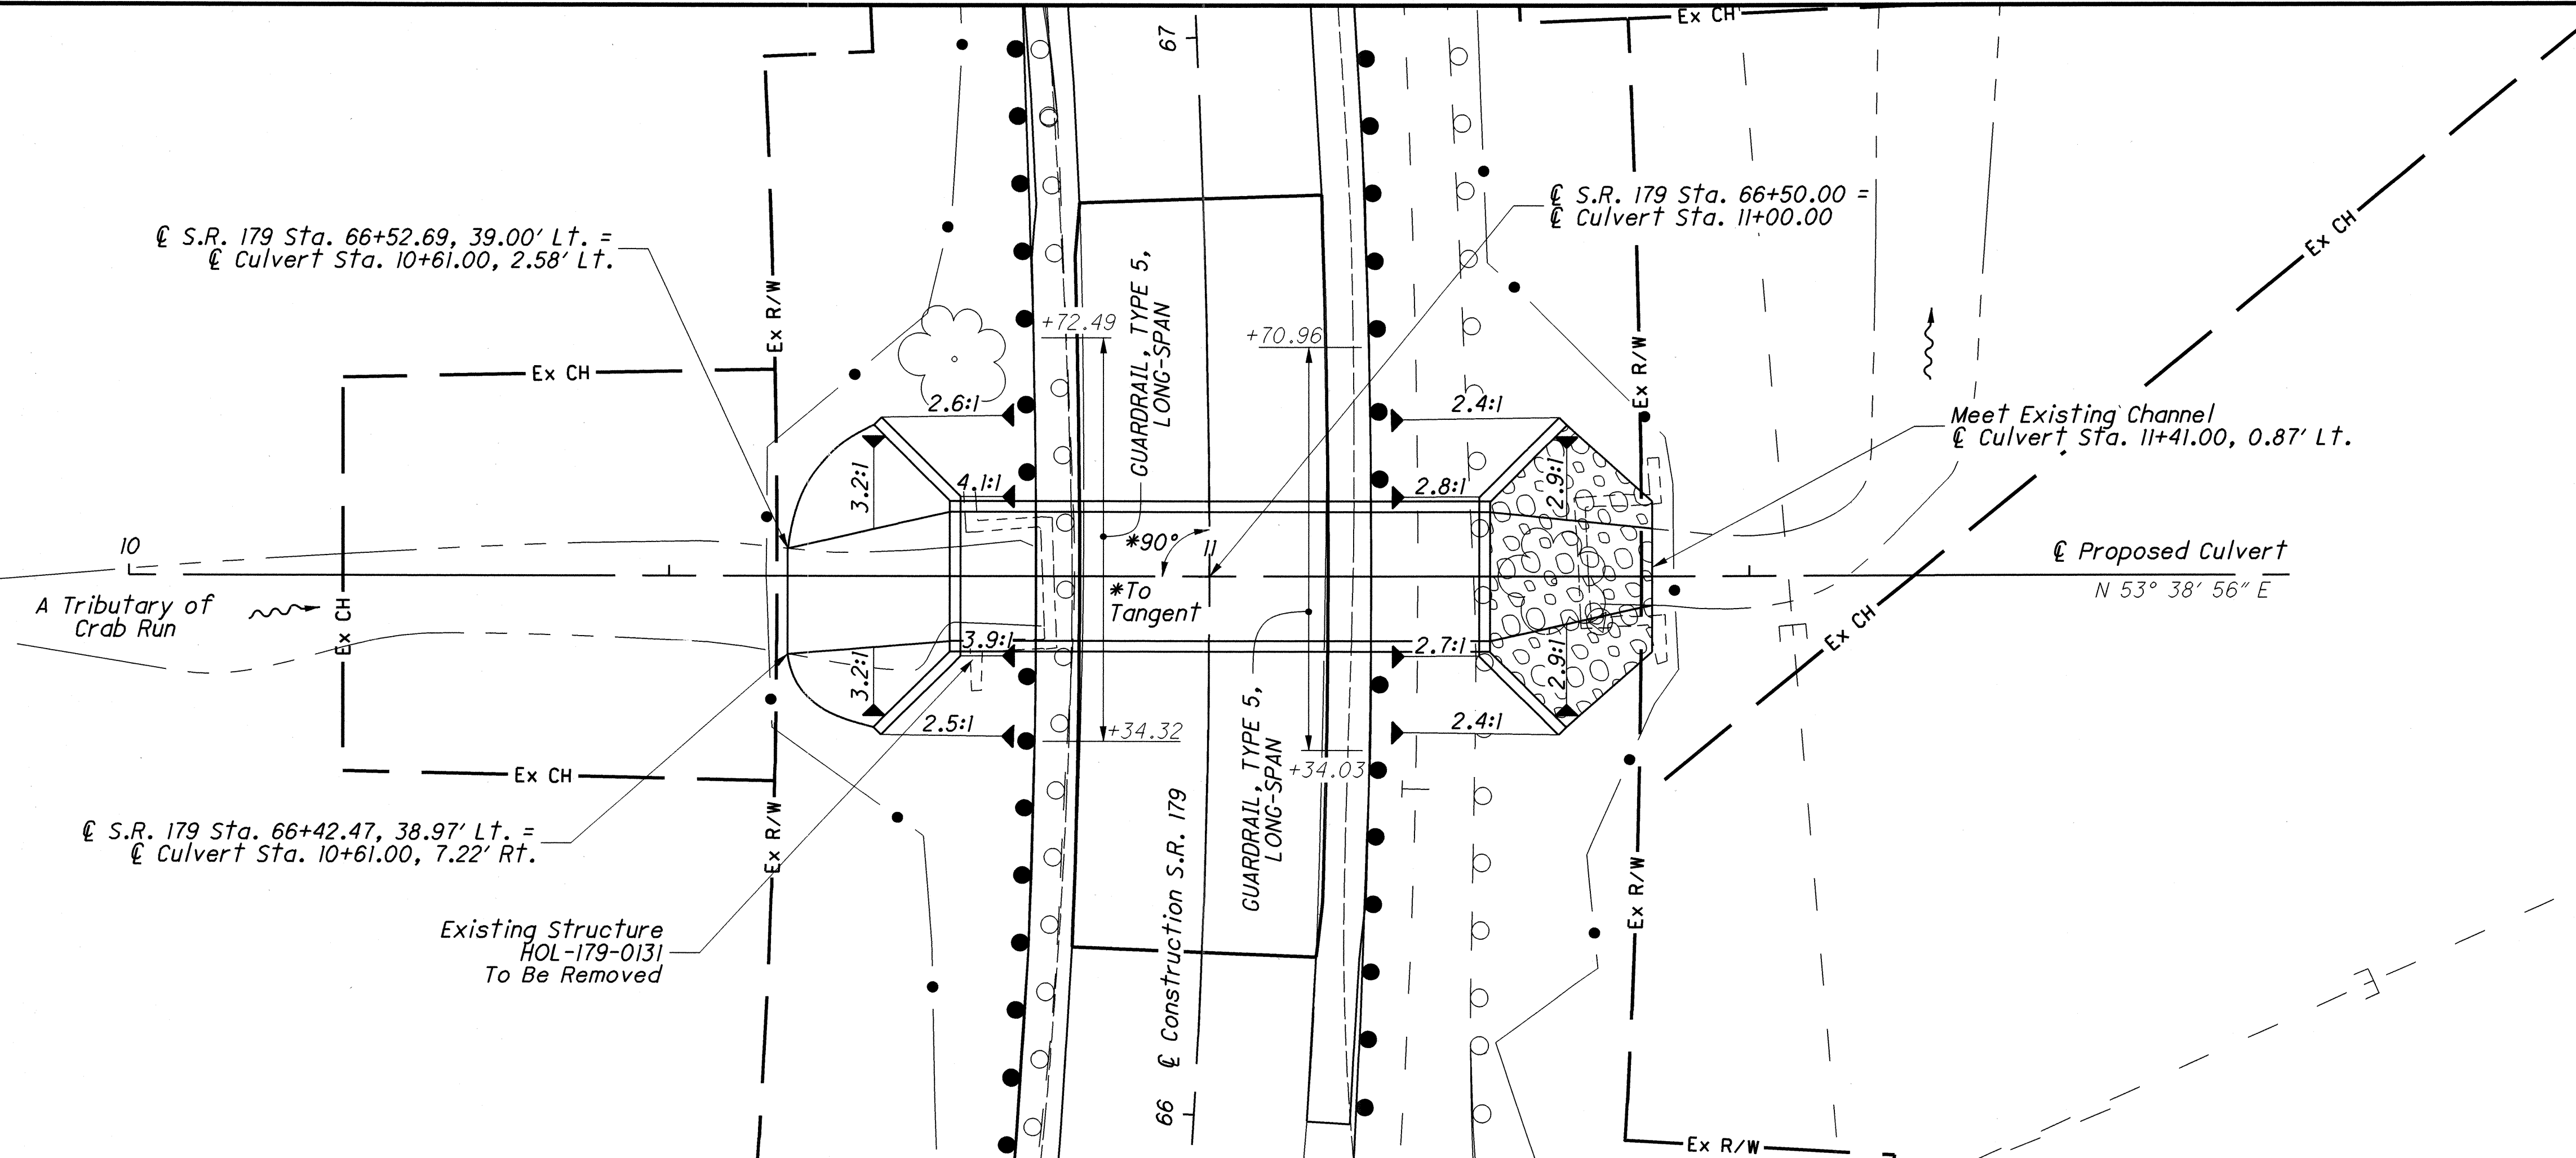 Ex CH
67
℄ S.R. 179 Sta. 66+50.00 =
℄ Culvert Sta. 11+00.00
℄ S.R. 179 Sta. 66+52.69, 39.00' Lt. =
℄ Culvert Sta. 10+61.00, 2.58' Lt.
Ex CH
Ex R/W
GUARDRAIL, TYPE 5,
LONG-SPAN
+72.49
+70.96
Ex R/W
Ex CH
2.6:1
2.4:1
Meet Existing Channel
℄ Culvert Sta. 11+41.00, 0.87' Lt.
3.2:1
4.1:1
2.8:1
2.9:1
10
*90°
11
℄ Proposed Culvert
N 53° 38' 56" E
*To
Tangent
A Tributary of
Crab Run
Ex CH
3.9:1
2.7:1
Ex CH
3.2:1
2.9:1
2.5:1
2.4:1
+34.32
+34.03
GUARDRAIL, TYPE 5,
LONG-SPAN
Ex CH
℄ S.R. 179 Sta. 66+42.47, 38.97' Lt. =
℄ Culvert Sta. 10+61.00, 7.22' Rt.
Ex R/W
Ex R/W
Existing Structure
HOL-179-0131
To Be Removed
℄ Construction S.R. 179
66
E
E
T
Ex R/W